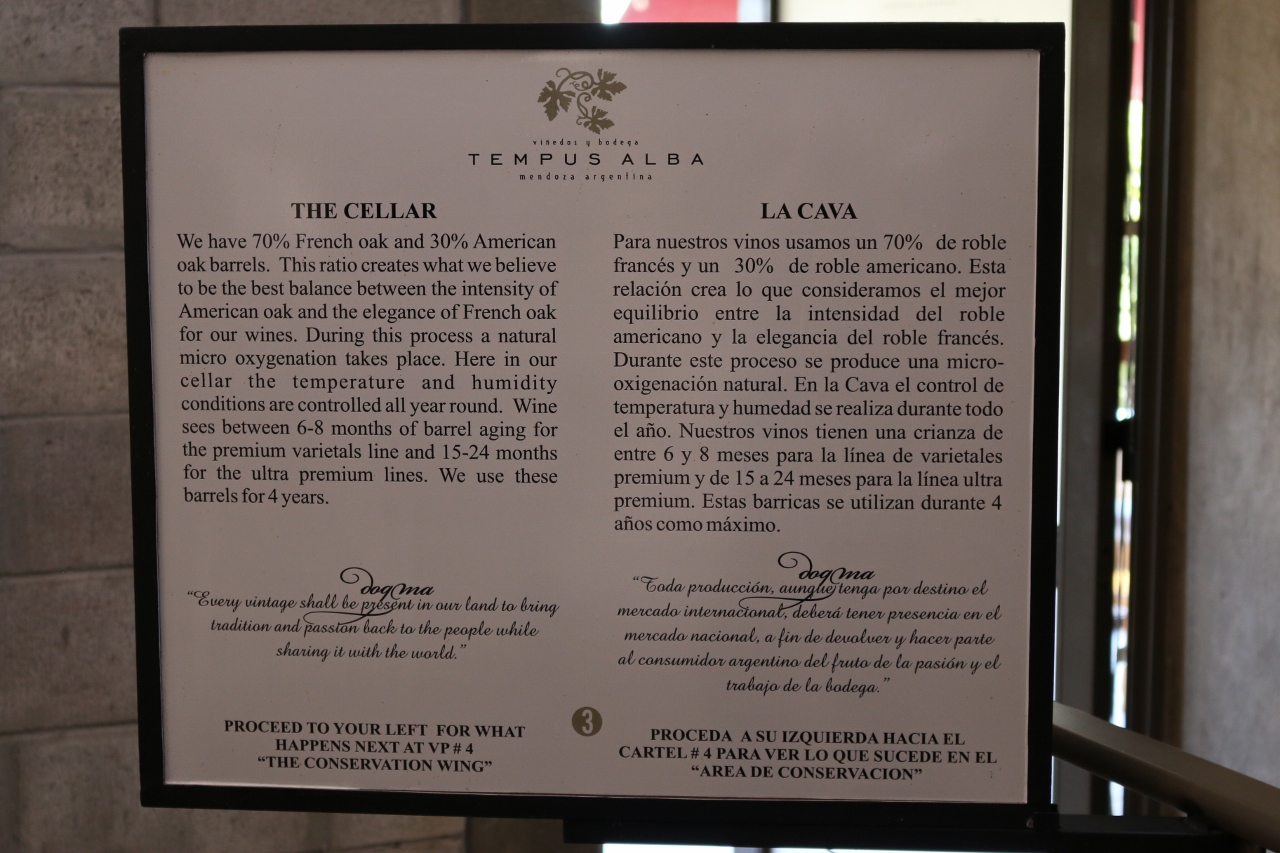 viñedos y bodega
TEMPUS ALBA
mendoza argentina
THE CELLAR
We have 70% French oak and 30% American
oak barrels. This ratio creates what we believe
to be the best balance between the intensity of
American oak and the elegance of French oak
for our wines. During this process a natural
micro oxygenation takes place. Here in our
cellar the temperature and humidity
conditions are controlled all year round. Wine
sees between 6-8 months of barrel aging for
the premium varietals line and 15-24 months
for the ultra premium lines. We use these
barrels for 4 years.
dogma
“Every vintage shall be present in our land to bring
tradition and passion back to the people while
sharing it with the world.”
PROCEED TO YOUR LEFT FOR WHAT
HAPPENS NEXT AT VP # 4
“THE CONSERVATION WING”
LA CAVA
Para nuestros vinos usamos un 70% de roble
francés y un 30% de roble americano. Esta
relación crea lo que consideramos el mejor
equilibrio entre la intensidad del roble
americano y la elegancia del roble francés.
Durante este proceso se produce una micro-
oxigenación natural. En la Cava el control de
temperatura y humedad se realiza durante todo
el año. Nuestros vinos tienen una crianza de
entre 6 y 8 meses para la línea de varietales
premium y de 15 a 24 meses para la línea ultra
premium. Estas barricas se utilizan durante 4
años como máximo.
dogma
“Toda producción, aunque tenga por destino el
mercado internacional, deberá tener presencia en el
mercado nacional, a fin de devolver y hacer parte
al consumidor argentino del fruto de la pasión y el
trabajo de la bodega.”
PROCEDA A SU IZQUIERDA HACIA EL
CARTEL # 4 PARA VER LO QUE SUCEDE EN EL
“AREA DE CONSERVACION”
3